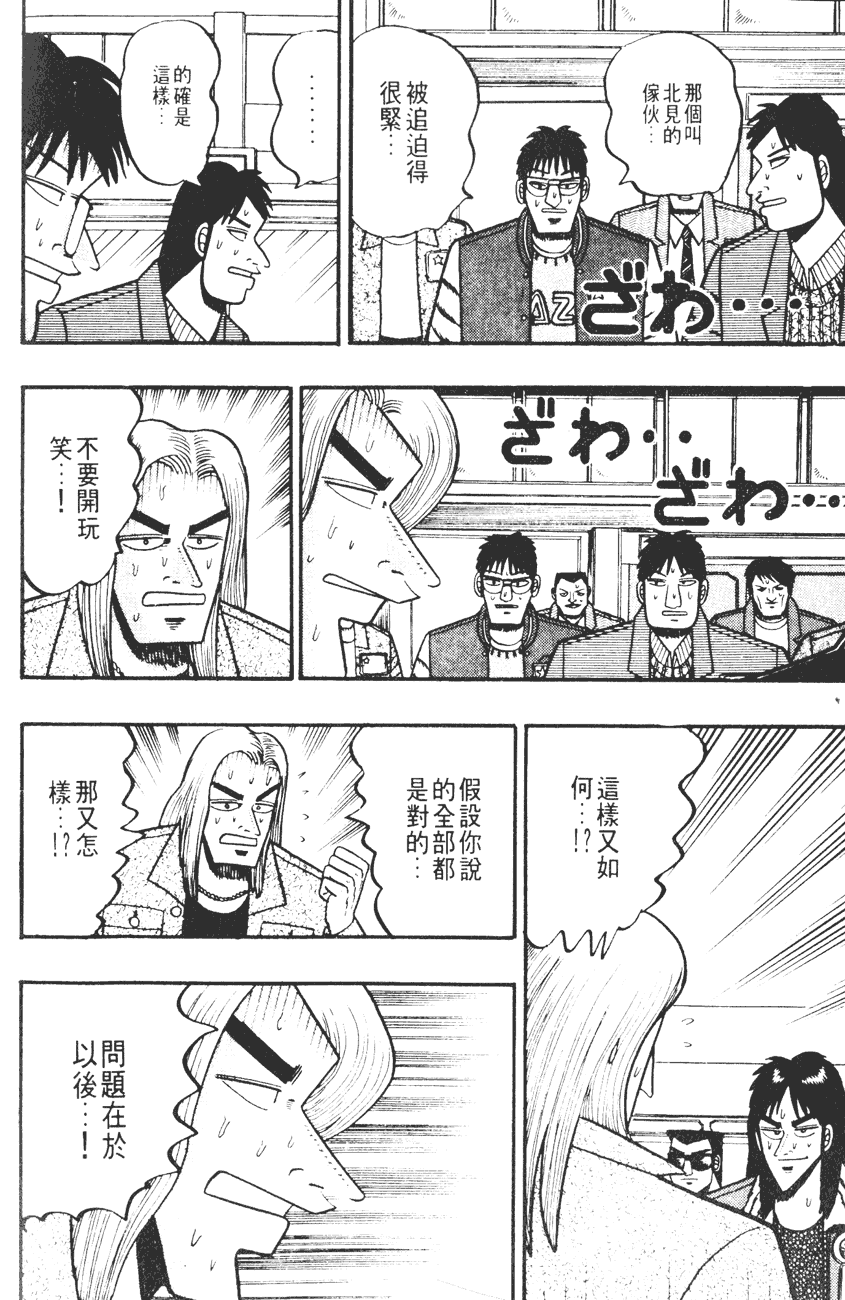 那個叫
北見的
傢伙…
被追迫得
很緊…
AZ
ざわ…
………
的確是
這樣…
ざわ‥
ざわ…
不要開玩
笑…！
這樣又如
何…！？
假設你說
的全部都
是對的…
那又怎
樣…！？
問題在於
以後…！